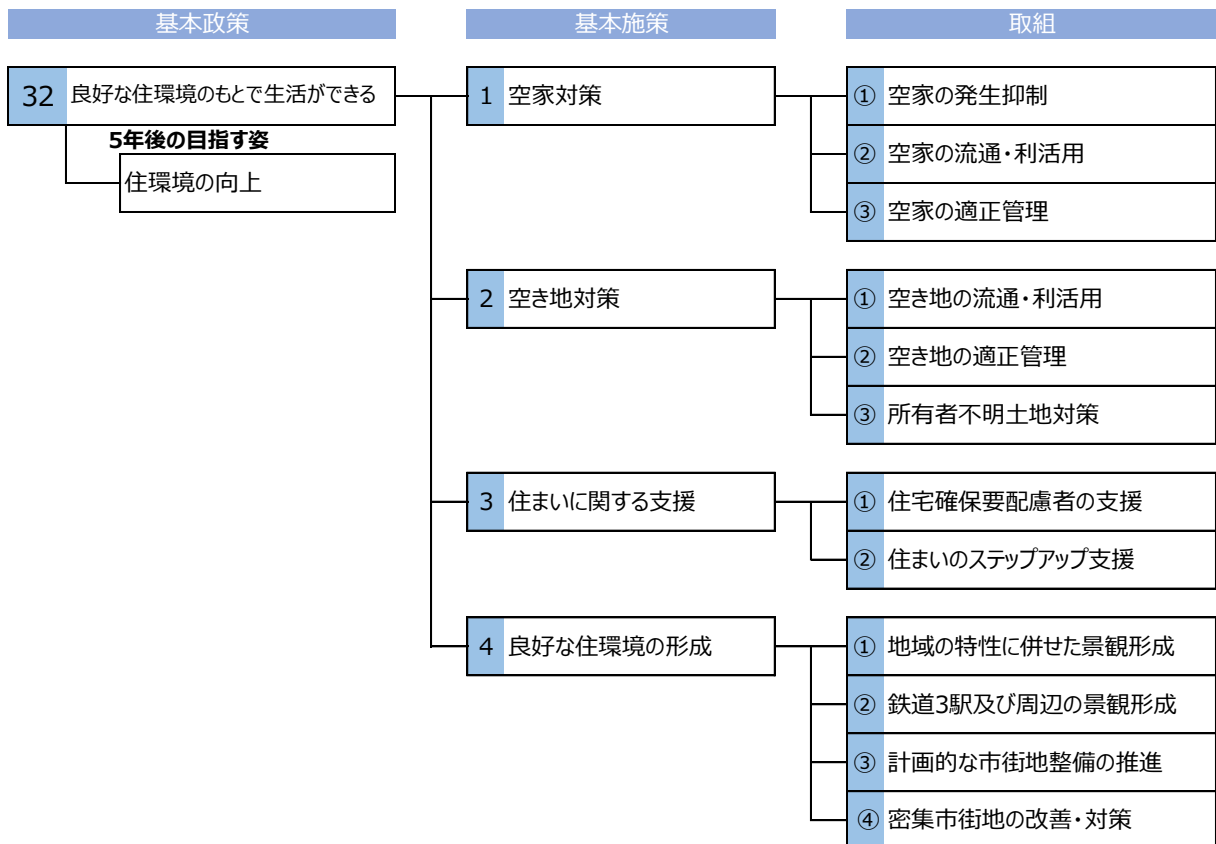 基本政策
基本施策
取組
32 良好な住環境のもとで生活ができる
5年後の目指す姿
住環境の向上
1 空家対策
① 空家の発生抑制
② 空家の流通・利活用
③ 空家の適正管理
2 空き地対策
① 空き地の流通・利活用
② 空き地の適正管理
③ 所有者不明土地対策
3 住まいに関する支援
① 住宅確保要配慮者の支援
② 住まいのステップアップ支援
4 良好な住環境の形成
① 地域の特性に併せた景観形成
② 鉄道3駅及び周辺の景観形成
③ 計画的な市街地整備の推進
④ 密集市街地の改善・対策